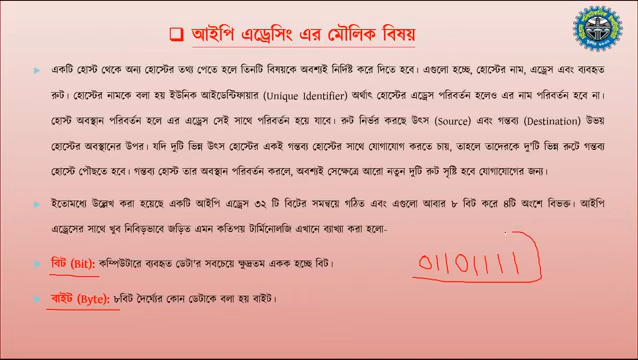 ❑ আইপি এড্রেসিং এর মৌলিক বিষয়
একটি হোস্ট থেকে অন্য হোস্টের তথ্য পেতে হলে তিনটি বিষয়কে অবশ্যই নির্দিষ্ট করে দিতে হবে। এগুলো হচ্ছে, হোস্টের নাম, এড্রেস এবং ব্যবহৃত
রুট। হোস্টের নামকে বলা হয় ইউনিক আইডেন্টিফায়ার (Unique Identifier) অর্থাৎ হোস্টের এড্রেস পরিবর্তন হলেও এর নাম পরিবর্তন হবে না।
হোস্ট অবস্থান পরিবর্তন হলে এর এড্রেস সেই সাথে পরিবর্তন হয়ে যাবে। রুট নির্ভর করছে উৎস (Source) এবং গন্তব্য (Destination) উভয়
হোস্টের অবস্থানের উপর। যদি দুটি ভিন্ন উৎস হোস্টের একই গন্তব্য হোস্টের সাথে যোগাযোগ করতে চায়, তাহলে তাদেরকে দু'টি ভিন্ন রুটে গন্তব্য
হোস্টে পৌছতে হবে। গন্তব্য হোস্ট তার অবস্থান পরিবর্তন করলে, অবশ্যই সেক্ষেত্রে আরো নতুন দুটি রুট সৃষ্টি হবে যোগাযোগের জন্য।
ইতোমধ্যে উল্লেখ করা হয়েছে একটি আইপি এড্রেস ৩২ টি বিটের সমন্বয়ে গঠিত এবং এগুলো আবার ৮ বিট করে ৪টি অংশে বিভক্ত। আইপি
এড্রেসের সাথে খুব নিবিড়ভাবে জড়িত এমন কতিপয় টার্মিনোলজি এখানে ব্যাখ্যা করা হলো-
বিট (Bit): কম্পিউটারে ব্যবহৃত ডেটা'র সবচেয়ে ক্ষুদ্রতম একক হচ্ছে বিট।
01101111
বাইট (Byte): ৮বিট দৈর্ঘ্যের কোন ডেটাকে বলা হয় বাইট।